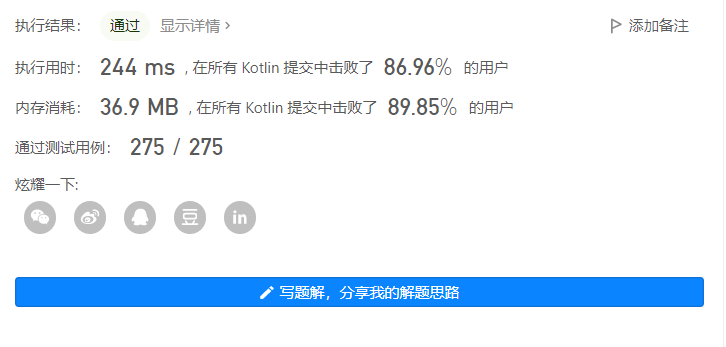 执行结果： 通过 显示详情 › 添加备注
执行用时： 244 ms ，在所有 Kotlin 提交中击败了 86.96% 的用户
内存消耗： 36.9 MB ，在所有 Kotlin 提交中击败了 89.85% 的用户
通过测试用例： 275 / 275
炫耀一下:
豆 in
写题解，分享我的解题思路